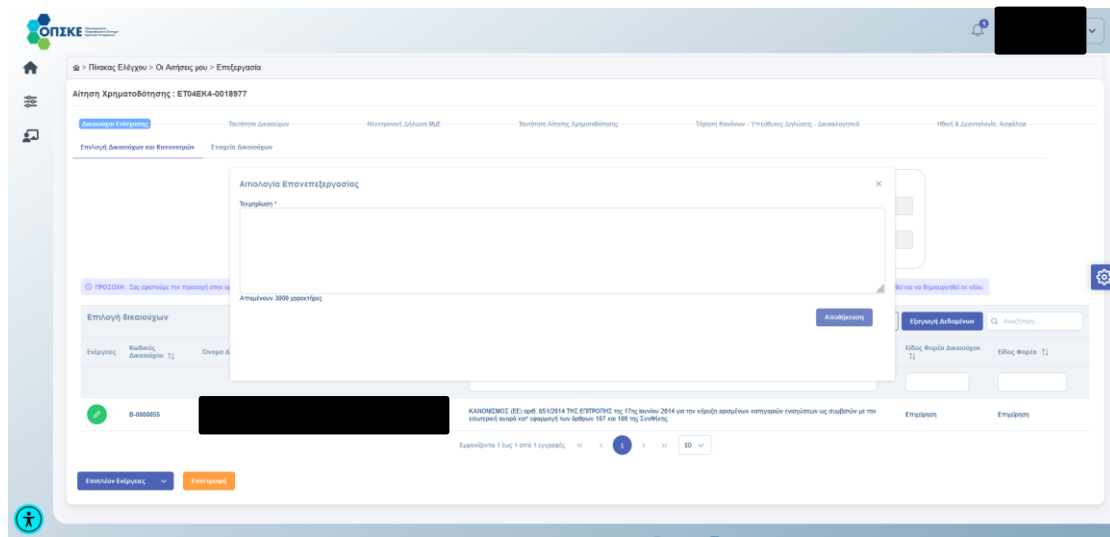 ΟΠΣΚΕ
> Πίνακας Ελέγχου > Οι Αιτήσεις μου > Επεξεργασία
Αίτηση Χρηματοδότησης : ET04EK4-0018977
Δικαιούχοι Ενίσχυσης
Ταυτότητα Δικαιούχων
Ηλεκτρονική Δήλωση ΜμΕ
Ταυτότητα Αίτησης Χρηματοδότησης
Τήρηση Κανόνων - Υπεύθυνες Δηλώσεις - Δικαιολογητικά
Ηθική & Δεοντολογία, Ασφάλεια
Επιλογή Δικαιούχων και Κανονισμών
Στοιχεία Δικαιούχων
Αιτιολογία Επανεπεξεργασίας
Τεκμηρίωση *
Απομένουν 3000 χαρακτήρες
Αποθήκευση
ΠΡΟΣΟΧΗ : Σας εφιστούμε την προσοχή στην
και να δημιουργηθεί εκ νέου.
Επιλογή δικαιούχων
Εξαγωγή Δεδομένων
Αναζήτηση...
Ενέργειες
Κωδικός
Δικαιούχου
Όνομα
Είδος Φορέα Δικαιούχου
Είδος Φορέα
B-0000055
ΚΑΝΟΝΙΣΜΟΣ (ΕΕ) αριθ. 651/2014 ΤΗΣ ΕΠΙΤΡΟΠΗΣ της 17ης Ιουνίου 2014 για την κήρυξη ορισμένων κατηγοριών ενισχύσεων ως συμβατών με την
εσωτερική αγορά κατ' εφαρμογή των άρθρων 107 και 108 της Συνθήκης
Επιχείρηση
Επιχείρηση
Εμφανίζονται 1 έως 1 από 1 εγγραφές
1
10
Επιπλέον Ενέργειες
Επιστροφή